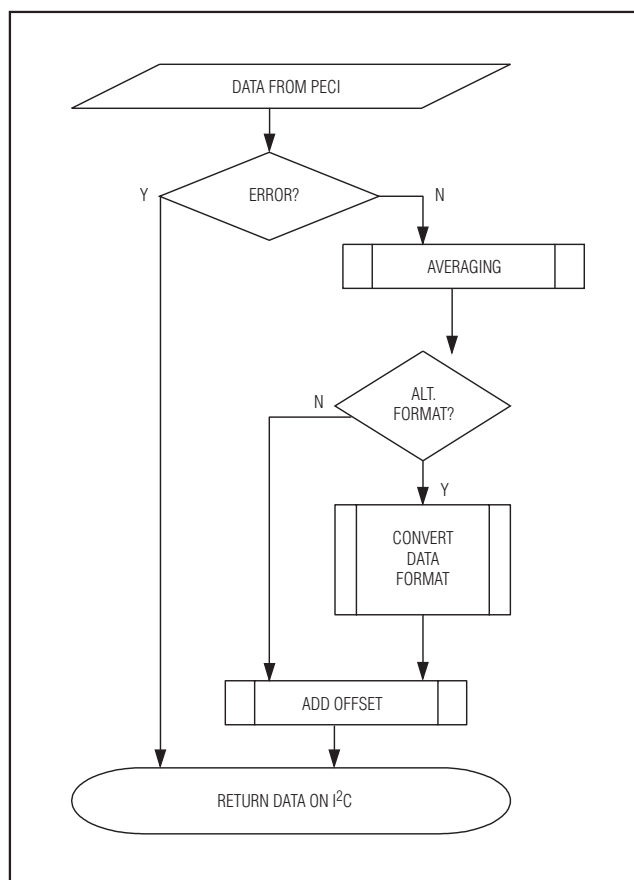 DATA FROM PECI
ERROR?
Y
N
AVERAGING
ALT.
FORMAT?
N
Y
CONVERT
DATA
FORMAT
ADD OFFSET
RETURN DATA ON I²C